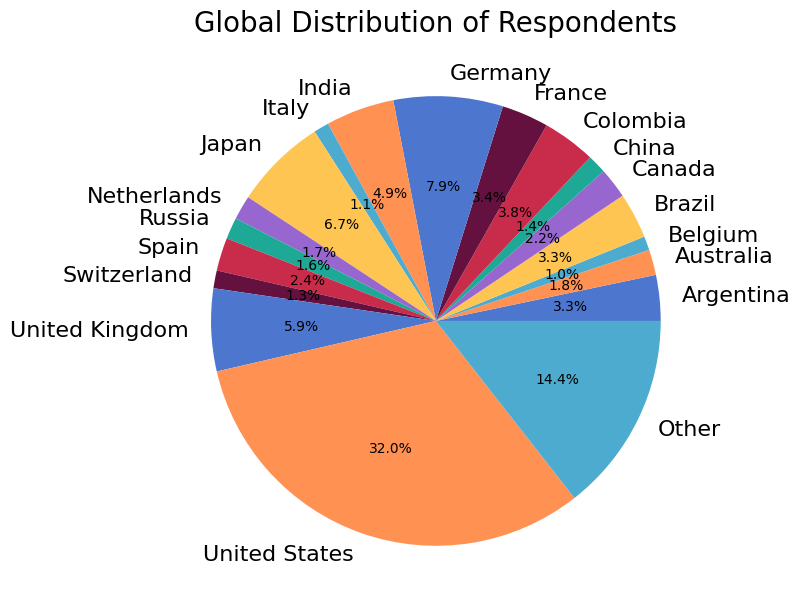 Global Distribution of Respondents
Germany
France
India
Colombia
Italy
China
Japan
Canada
Netherlands
Brazil
Russia
Belgium
Spain
Australia
Switzerland
Argentina
United Kingdom
Other
United States
7.9%
4.9%
3.4%
1.1%
3.8%
6.7%
1.4%
2.2%
1.7%
3.3%
1.6%
1.0%
2.4%
1.8%
1.3%
3.3%
5.9%
14.4%
32.0%